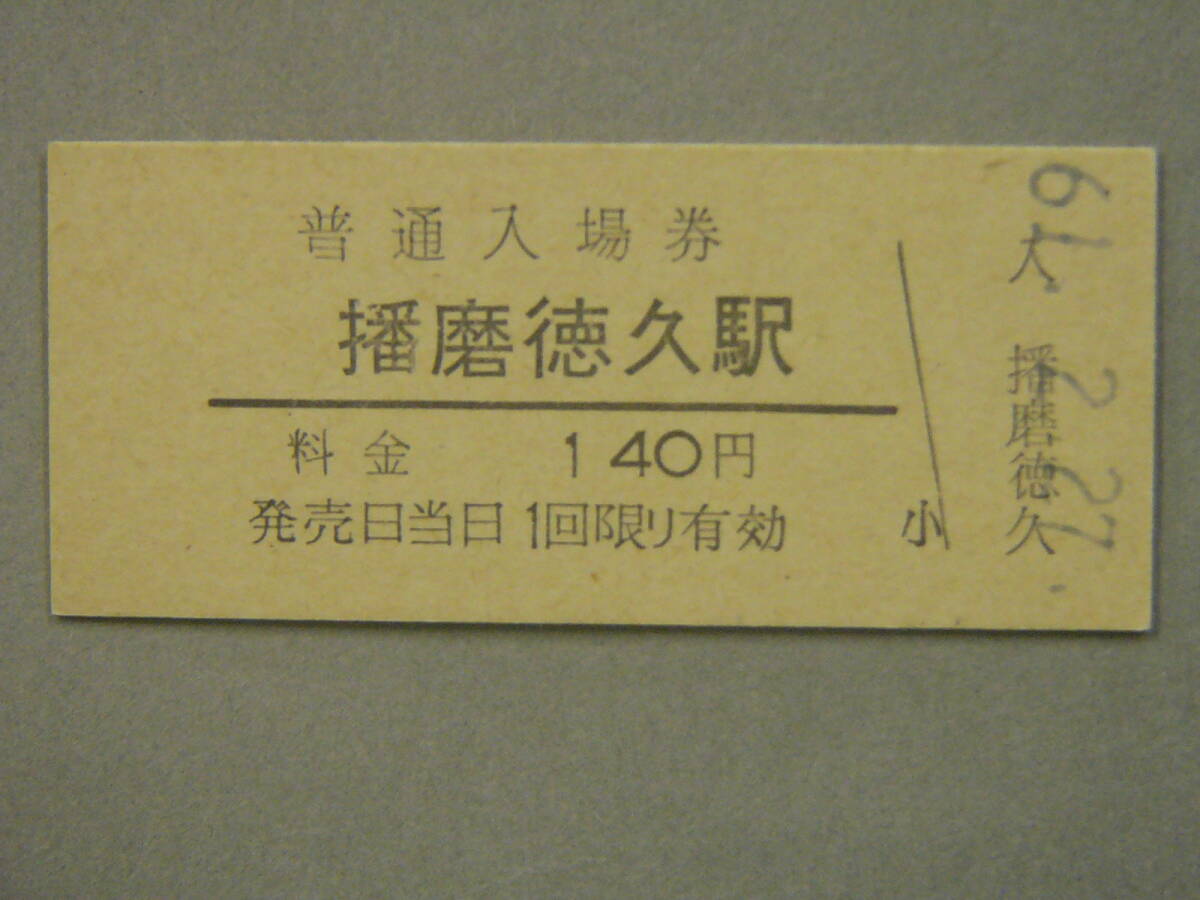 普通入場券
播磨徳久駅
料金 140円
発売日当日1回限り有効
小
入 播磨徳久
61. 2. 27.